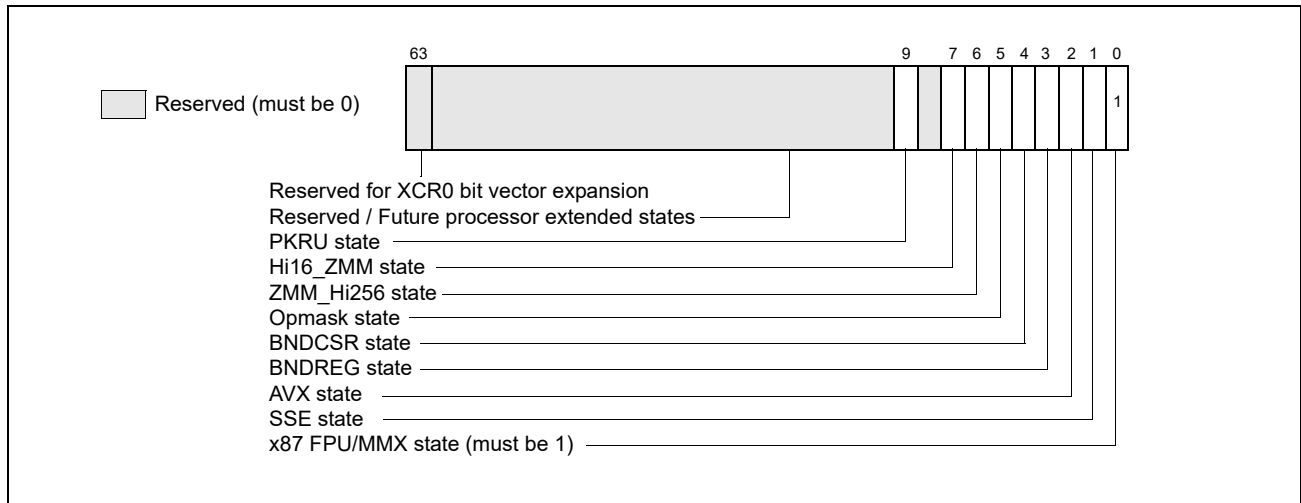 63 9 7 6 5 4 3 2 1 0
Reserved (must be 0)
1
Reserved for XCR0 bit vector expansion
Reserved / Future processor extended states
PKRU state
Hi16_ZMM state
ZMM_Hi256 state
Opmask state
BNDCSR state
BNDREG state
AVX state
SSE state
x87 FPU/MMX state (must be 1)